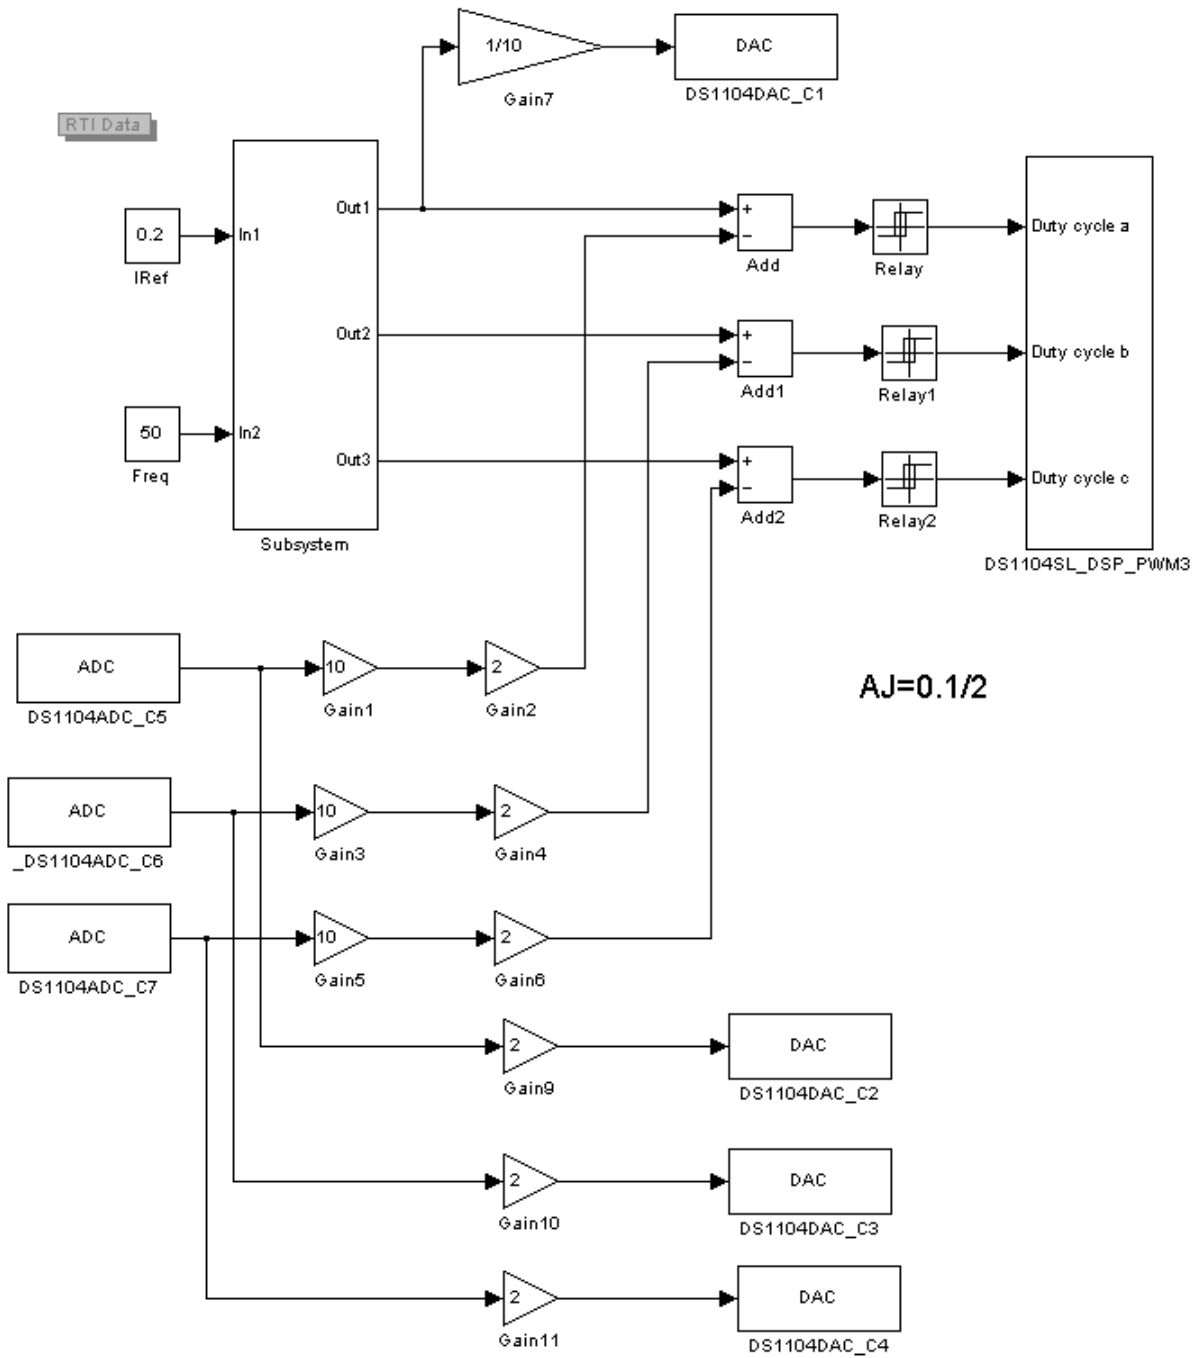 1/10
Gain7
DAC
DS1104DAC_C1
RTI Data
0.2
IRef
50
Freq
In1
In2
Out1
Out2
Out3
Subsystem
+
−
Add
Relay
+
−
Add1
Relay1
+
−
Add2
Relay2
Duty cycle a
Duty cycle b
Duty cycle c
DS1104SL_DSP_PWM3
ADC
DS1104ADC_C5
10
Gain1
2
Gain2
AJ=0.1/2
ADC
_DS1104ADC_C6
10
Gain3
2
Gain4
ADC
DS1104ADC_C7
10
Gain5
2
Gain6
2
Gain9
DAC
DS1104DAC_C2
2
Gain10
DAC
DS1104DAC_C3
2
Gain11
DAC
DS1104DAC_C4